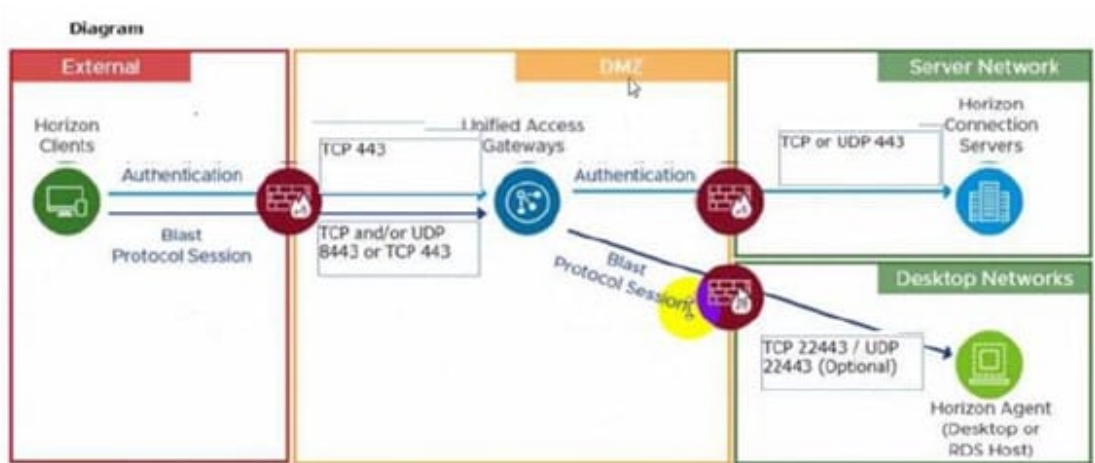 Diagram
External
DMZ
Server Network
Horizon
Clients
Authentication
Blast
Protocol Session
TCP 443
TCP and/or UDP
8443 or TCP 443
Unified Access
Gateways
Authentication
Blast
Protocol Session
TCP or UDP 443
Horizon
Connection
Servers
Desktop Networks
TCP 22443 / UDP
22443 (Optional)
Horizon Agent
(Desktop or
RDS Host)